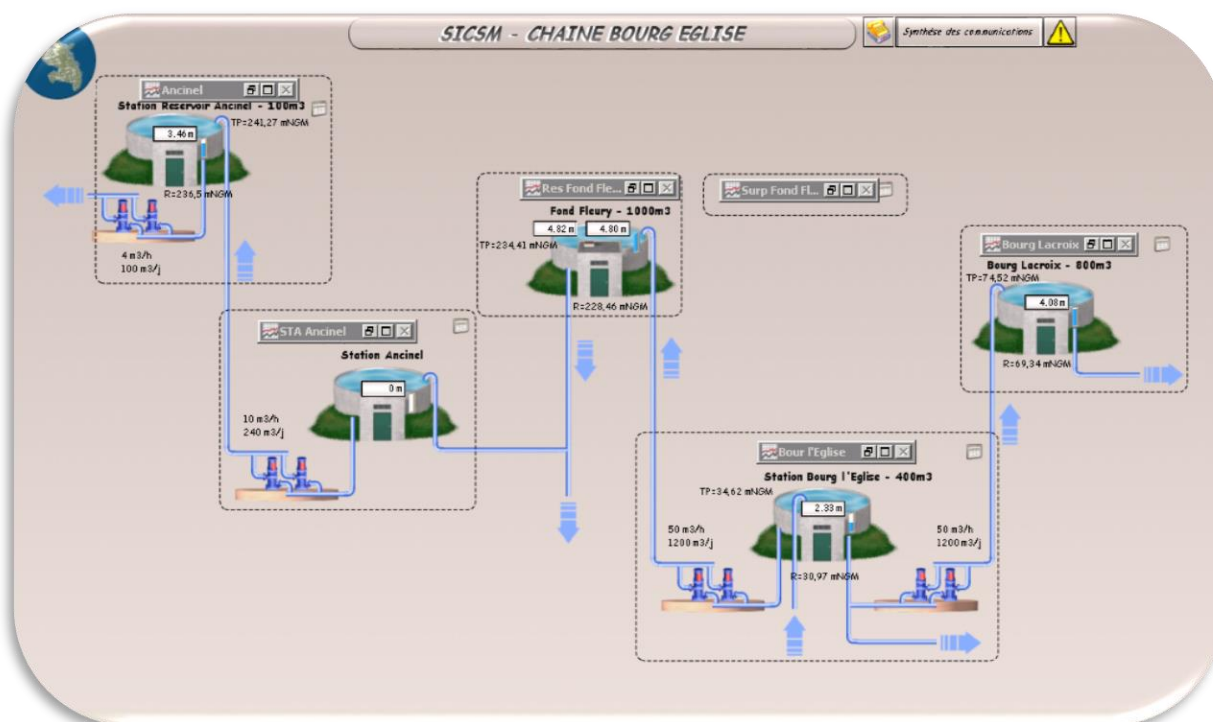 SICSM - CHAINE BOURG EGLISE
Synthése des communications
Ancinel
Station Reservoir Ancinel - 100m3
TP=241,27 mNGM
3.46 m
R=236,5 mNGM
4 m3/h
100 m3/j
Res Fond Fle...
Fond Fleury - 1000m3
4.82 m
4.80 m
TP=234,41 mNGM
R=228,46 mNGM
Surp Fond Fl...
Bourg Lacroix
Bourg Lacroix - 800m3
TP=74,52 mNGM
4.08 m
R=69,34 mNGM
STA Ancinel
Station Ancinel
0 m
10 m3/h
240 m3/j
Bour l'Eglise
Station Bourg l'Eglise - 400m3
TP=34,62 mNGM
2.33 m
50 m3/h
1200 m3/j
50 m3/h
1200 m3/j
R=30,97 mNGM